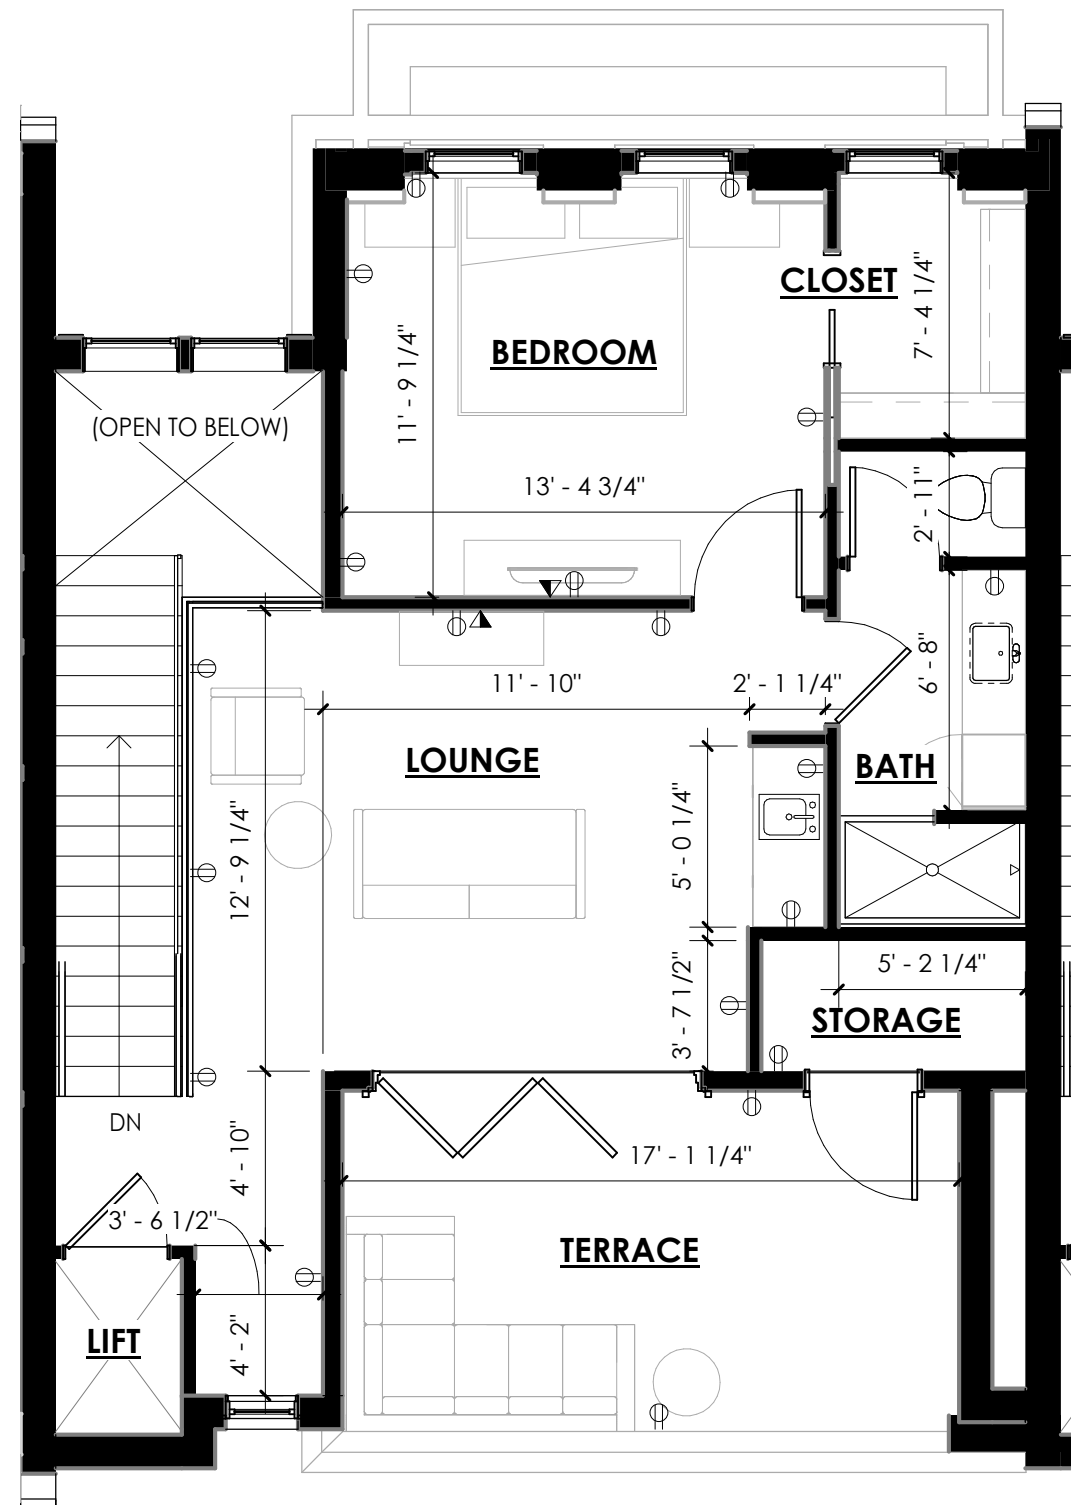 CLOSET
7' - 4 1/4"
BEDROOM
11' - 9 1/4"
(OPEN TO BELOW)
13' - 4 3/4"
2' - 11"
6' - 8"
11' - 10"
2' - 1 1/4"
LOUNGE
BATH
12' - 9 1/4"
5' - 0 1/4"
3' - 7 1/2"
5' - 2 1/4"
STORAGE
DN
4' - 10"
17' - 1 1/4"
3' - 6 1/2"
TERRACE
LIFT
4' - 2"